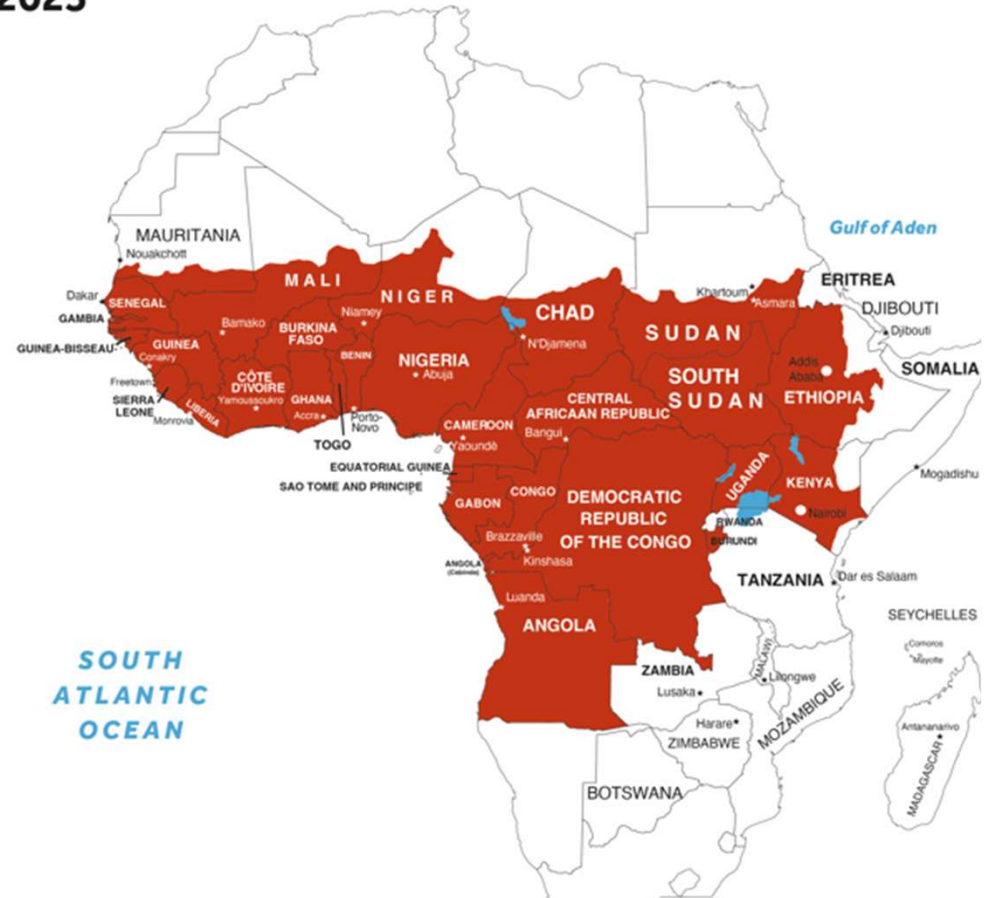 2025
MAURITANIA
Nouakchott
Gulf of Aden
MALI
NIGER
CHAD
Khartoum
Asmara
ERITREA
DJIBOUTI
Djibouti
Dakar
SENEGAL
GAMBIA
GUINEA-BISSEAU
GUINEA
Conakry
Bamako
BURKINA
FASO
Niamey
BENIN
NIGERIA
Abuja
N'Djamena
SUDAN
SOUTH
SUDAN
Addis
Ababa
ETHIOPIA
SOMALIA
Freetown
SIERRA
LEONE
Monrovia
LIBERIA
CÔTE
D'IVOIRE
Yamoussoukro
GHANA
Accra
TOGO
Porto-
Novo
CAMEROON
Yaoundè
CENTRAL
AFRICAAN REPUBLIC
Bangui
EQUATORIAL GUINEA
SAO TOME AND PRINCIPE
GABON
CONGO
DEMOCRATIC
REPUBLIC
OF THE CONGO
UGANDA
KENYA
Nairobi
Mogadishu
RWANDA
BURUNDI
Brazzaville
Kinshasa
ANGOLA
(Cabinda)
Luanda
ANGOLA
TANZANIA
Dar es Salaam
SEYCHELLES
Comoros
Mayotte
SOUTH
ATLANTIC
OCEAN
ZAMBIA
Lusaka
MALAWI
Lilongwe
MOZAMBIQUE
Harare
ZIMBABWE
BOTSWANA
Antananarivo
MADAGASCAR